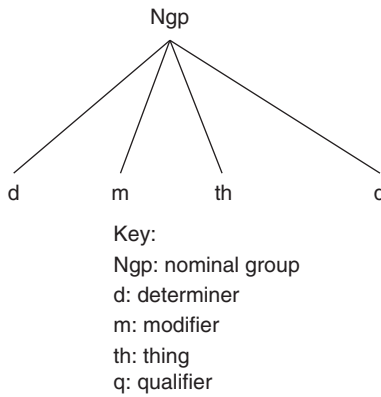 Ngp
d m th q
Key:
Ngp: nominal group
d: determiner
m: modifier
th: thing
q: qualifier